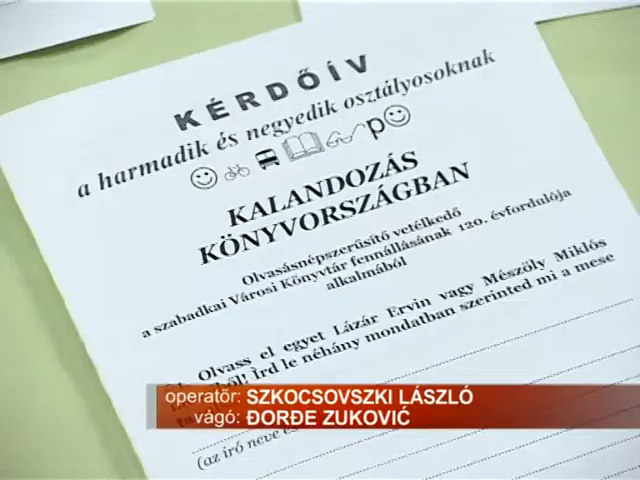 KÉRDŐÍV
a harmadik és negyedik osztályosoknak
p
KALANDOZÁS
KÖNYVORSZÁGBAN
Olvasásnépszerűsítő vetélkedő
a szabadkai Városi Könyvtár fennállásának 120. évfordulója
alkalmából
Olvass el egyet Lázár Ervin vagy Mészöly Miklós
Írd le néhány mondatban szerinted mi a mese
operatőr: SZKOCSOVSZKI LÁSZLÓ
vágó: ĐORĐE ZUKOVIĆ
(az író neve és